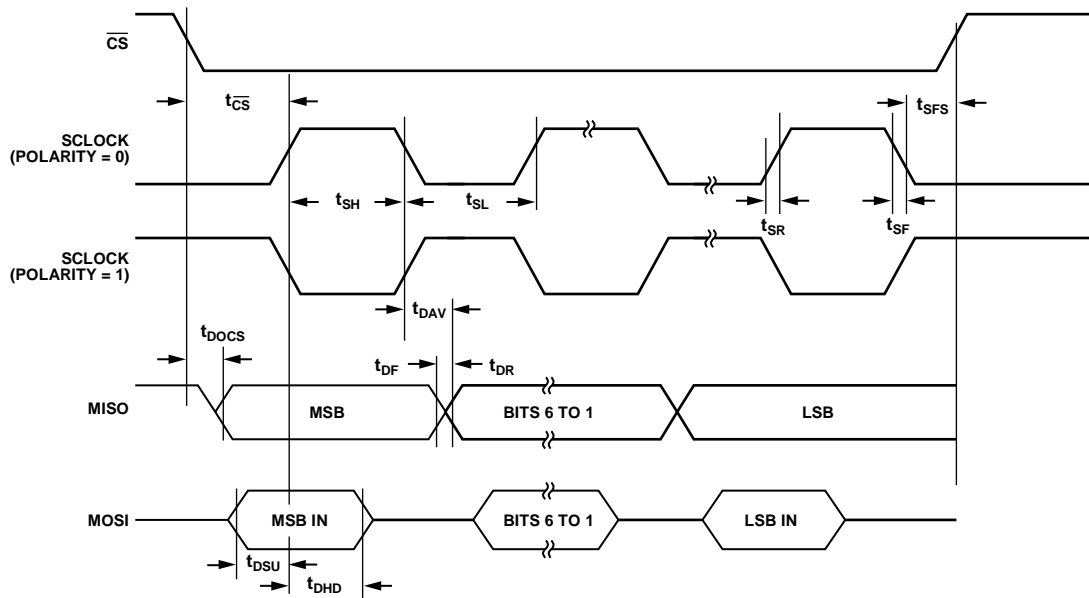 CS
tCS
tSFS
SCLOCK
(POLARITY = 0)
tSH
tSL
tSR
tSF
SCLOCK
(POLARITY = 1)
tDAV
tDOCS
tDF
tDR
MISO
MSB
BITS 6 TO 1
LSB
MOSI
MSB IN
BITS 6 TO 1
LSB IN
tDSU
tDHD